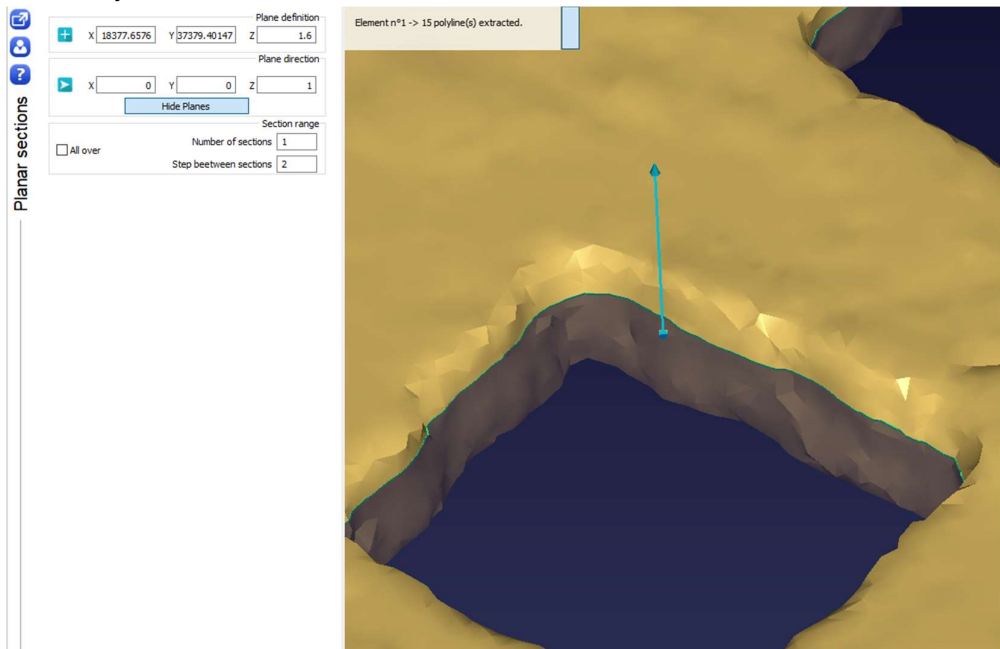 Planar sections
Plane definition
X 18377.6576 Y 37379.40147 Z 1.6
Plane direction
X 0 Y 0 Z 1
Hide Planes
Section range
All over
Number of sections 1
Step beetween sections 2
Element n°1 -> 15 polyline(s) extracted.